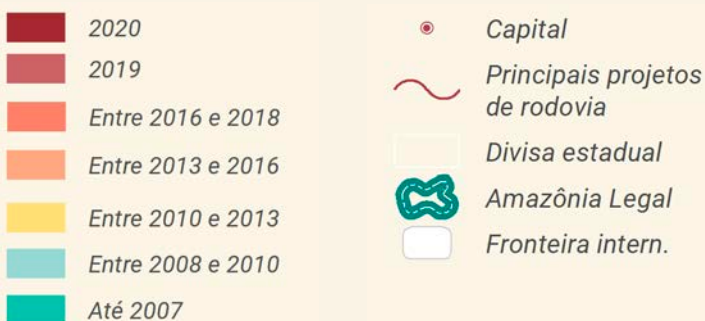 2020
2019
Entre 2016 e 2018
Entre 2013 e 2016
Entre 2010 e 2013
Entre 2008 e 2010
Até 2007
Capital
Principais projetos
de rodovia
Divisa estadual
Amazônia Legal
Fronteira intern.